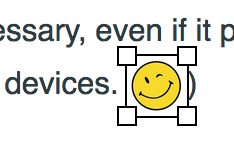 essary, even if it p
devices. )